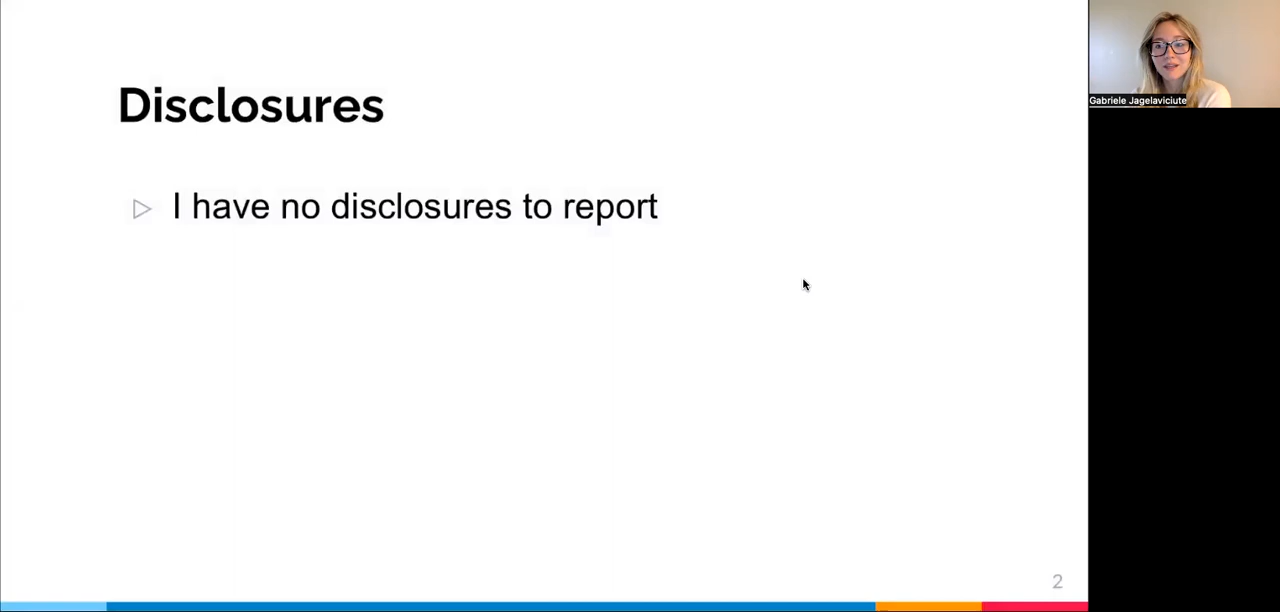 Disclosures
I have no disclosures to report
Gabriele Jagelaviciute
2